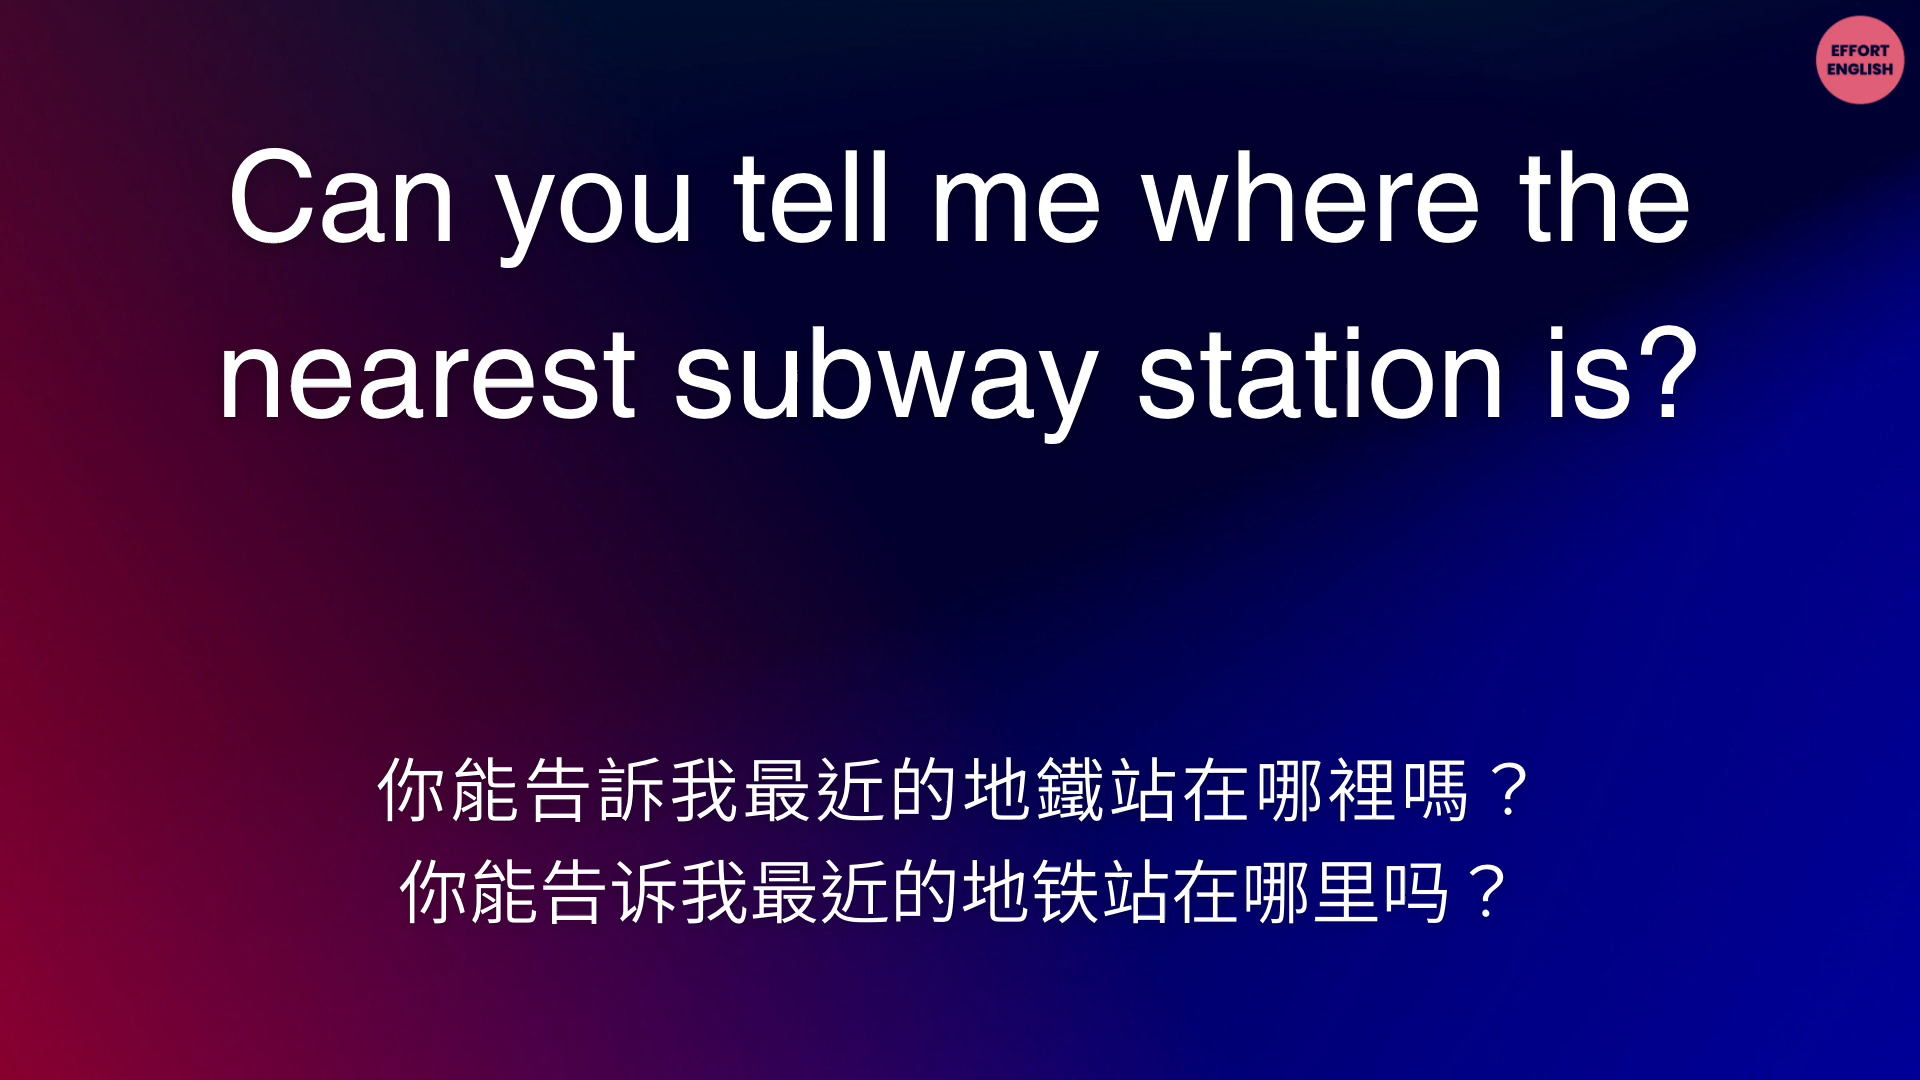 EFFORT
ENGLISH
Can you tell me where the
nearest subway station is?
你能告訴我最近的地鐵站在哪裡嗎？
你能告诉我最近的地铁站在哪里吗？